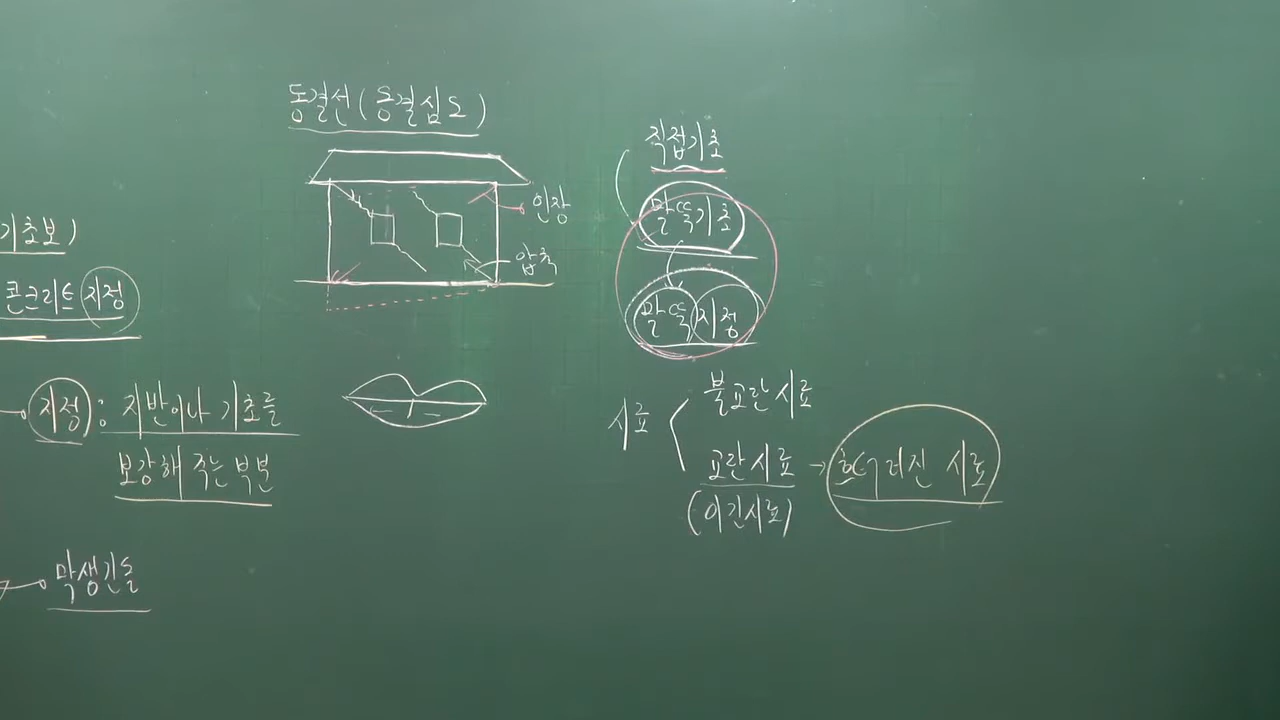 동결선(동결심도)
인장
압축
기초보)
콘크리트 지정
지정: 지반이나 기초를
보강해 주는 부분
막생긴돌
직접기초
말뚝기초
말뚝지정
시료
불교란시료
교란시료 → 흐트러진 시료
(이긴시료)